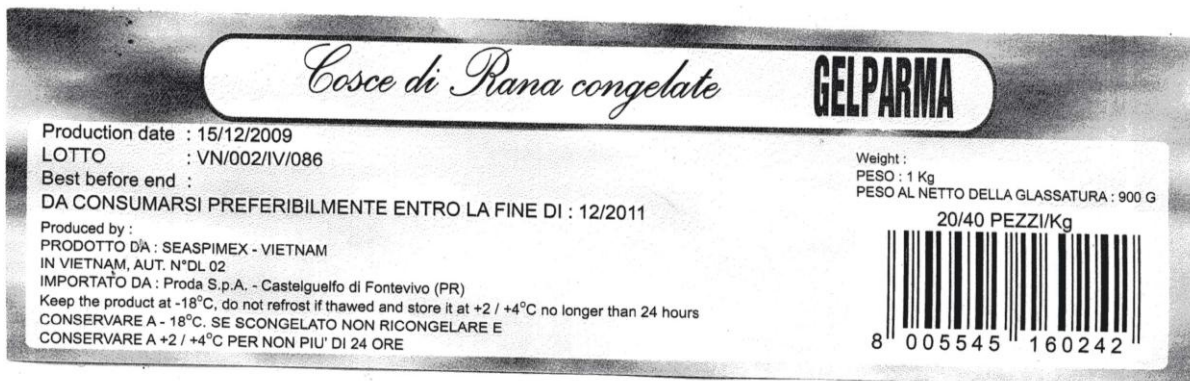 Cosce di Rana congelate
GELPARMA
Production date : 15/12/2009
LOTTO : VN/002/IV/086
Best before end :
DA CONSUMARSI PREFERIBILMENTE ENTRO LA FINE DI : 12/2011
Produced by :
PRODOTTO DA : SEASPIMEX - VIETNAM
IN VIETNAM, AUT. N°DL 02
IMPORTATO DA : Proda S.p.A. - Castelguelfo di Fontevivo (PR)
Keep the product at -18°C, do not refrost if thawed and store it at +2 / +4°C no longer than 24 hours
CONSERVARE A - 18°C. SE SCONGELATO NON RICONGELARE E
CONSERVARE A +2 / +4°C PER NON PIU' DI 24 ORE
Weight :
PESO : 1 Kg
PESO AL NETTO DELLA GLASSATURA : 900 G
20/40 PEZZI/Kg
8 005545 160242